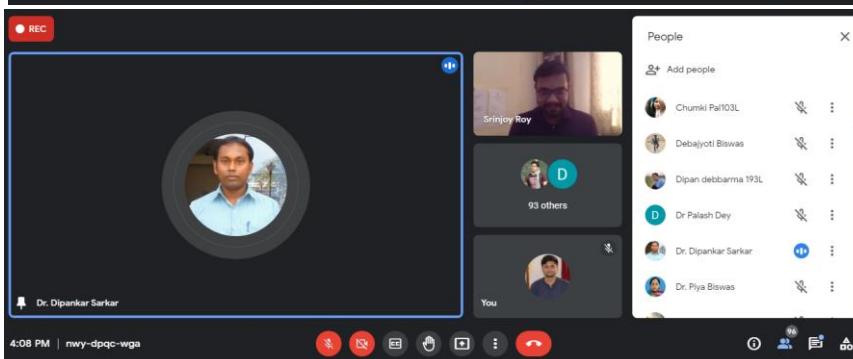 REC
Dr. Dipankar Sarkar
Srinjoy Roy
D
93 others
You
People
Add people
Chumki Pal103L
Debajyoti Biswas
Dipan debbarma 193L
D Dr Palash Dey
Dr. Dipankar Sarkar
Dr. Piya Biswas
4:08 PM | nwy-dpqc-wga
CC
96